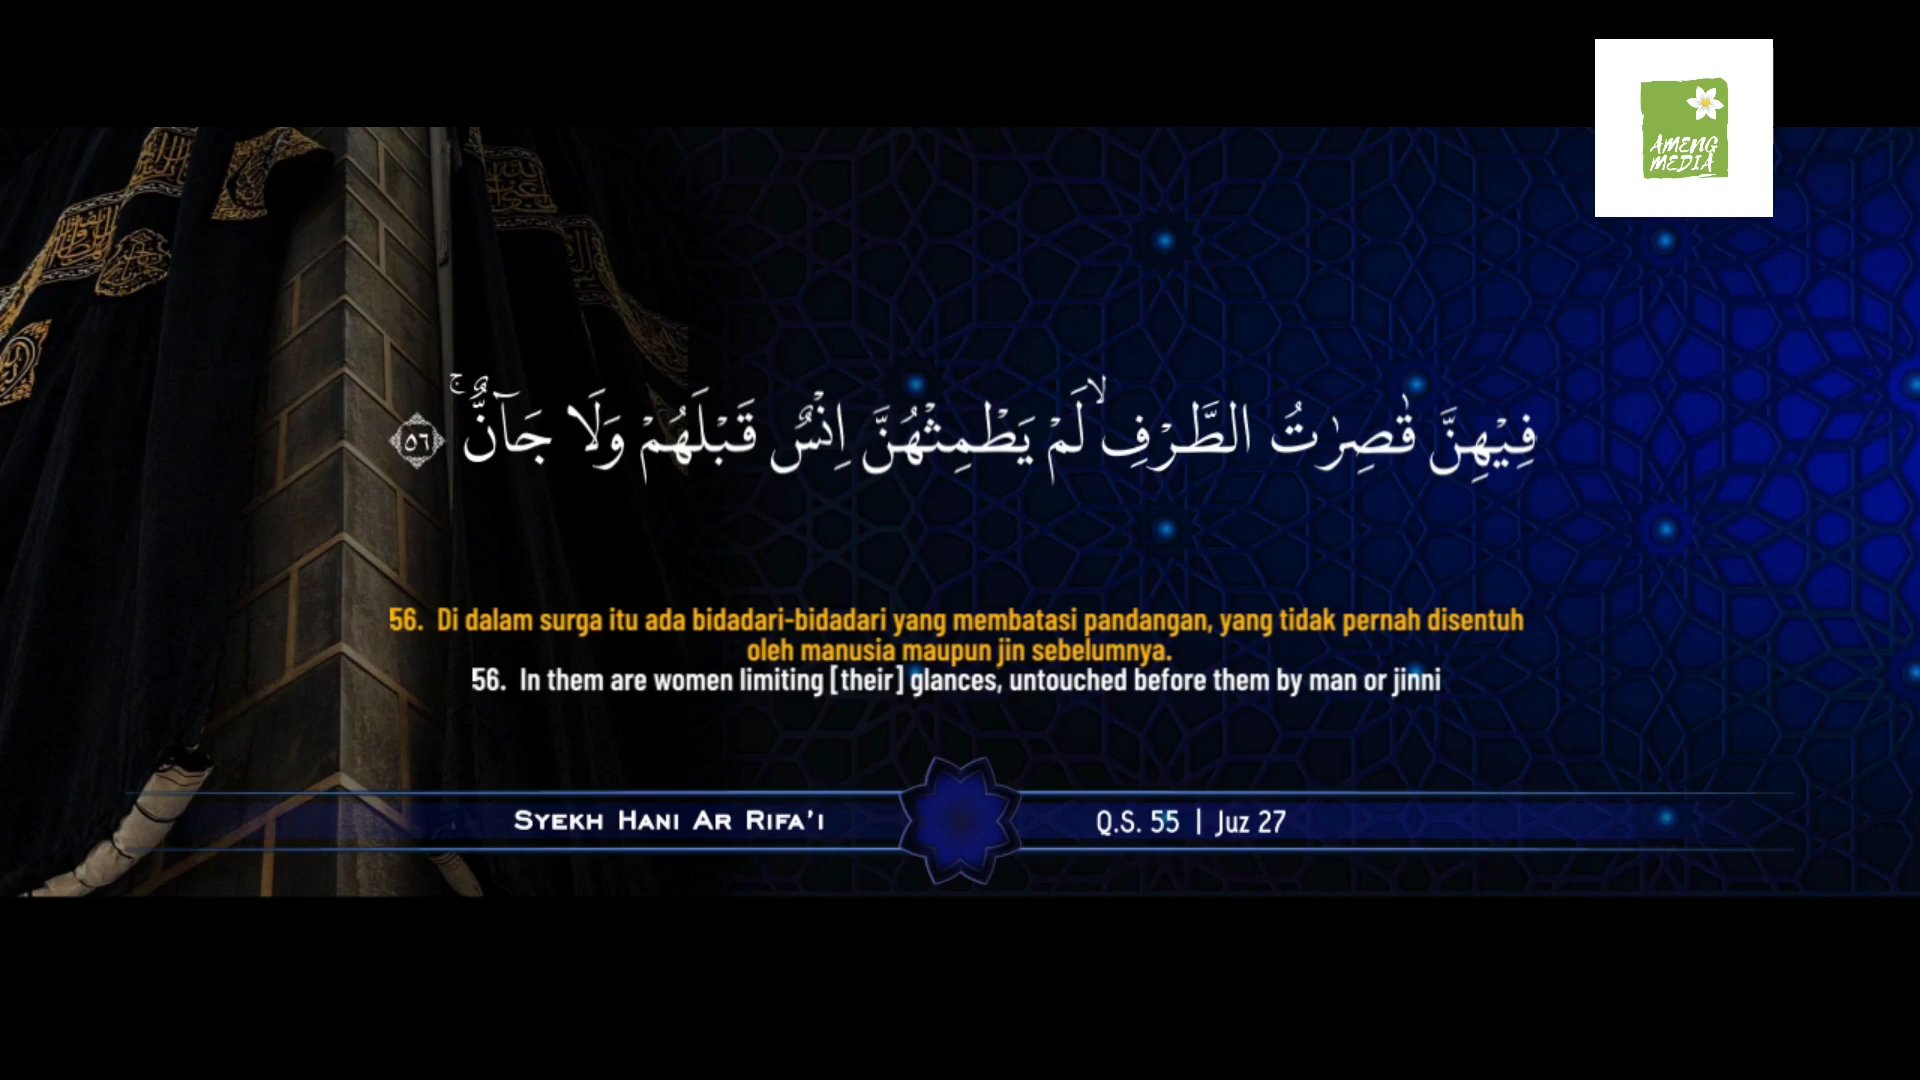 AMENG
MEDIA
فِيْهِنَّ قٰصِرٰتُ الطَّرْفِۙ لَمْ يَطْمِثْهُنَّ اِنْسٌ قَبْلَهُمْ وَلَا جَاۤنٌّۚ ٥٦
56. Di dalam surga itu ada bidadari-bidadari yang membatasi pandangan, yang tidak pernah disentuh
oleh manusia maupun jin sebelumnya.
56. In them are women limiting [their] glances, untouched before them by man or jinni
Syekh Hani Ar Rifa'i
Q.S. 55 | Juz 27